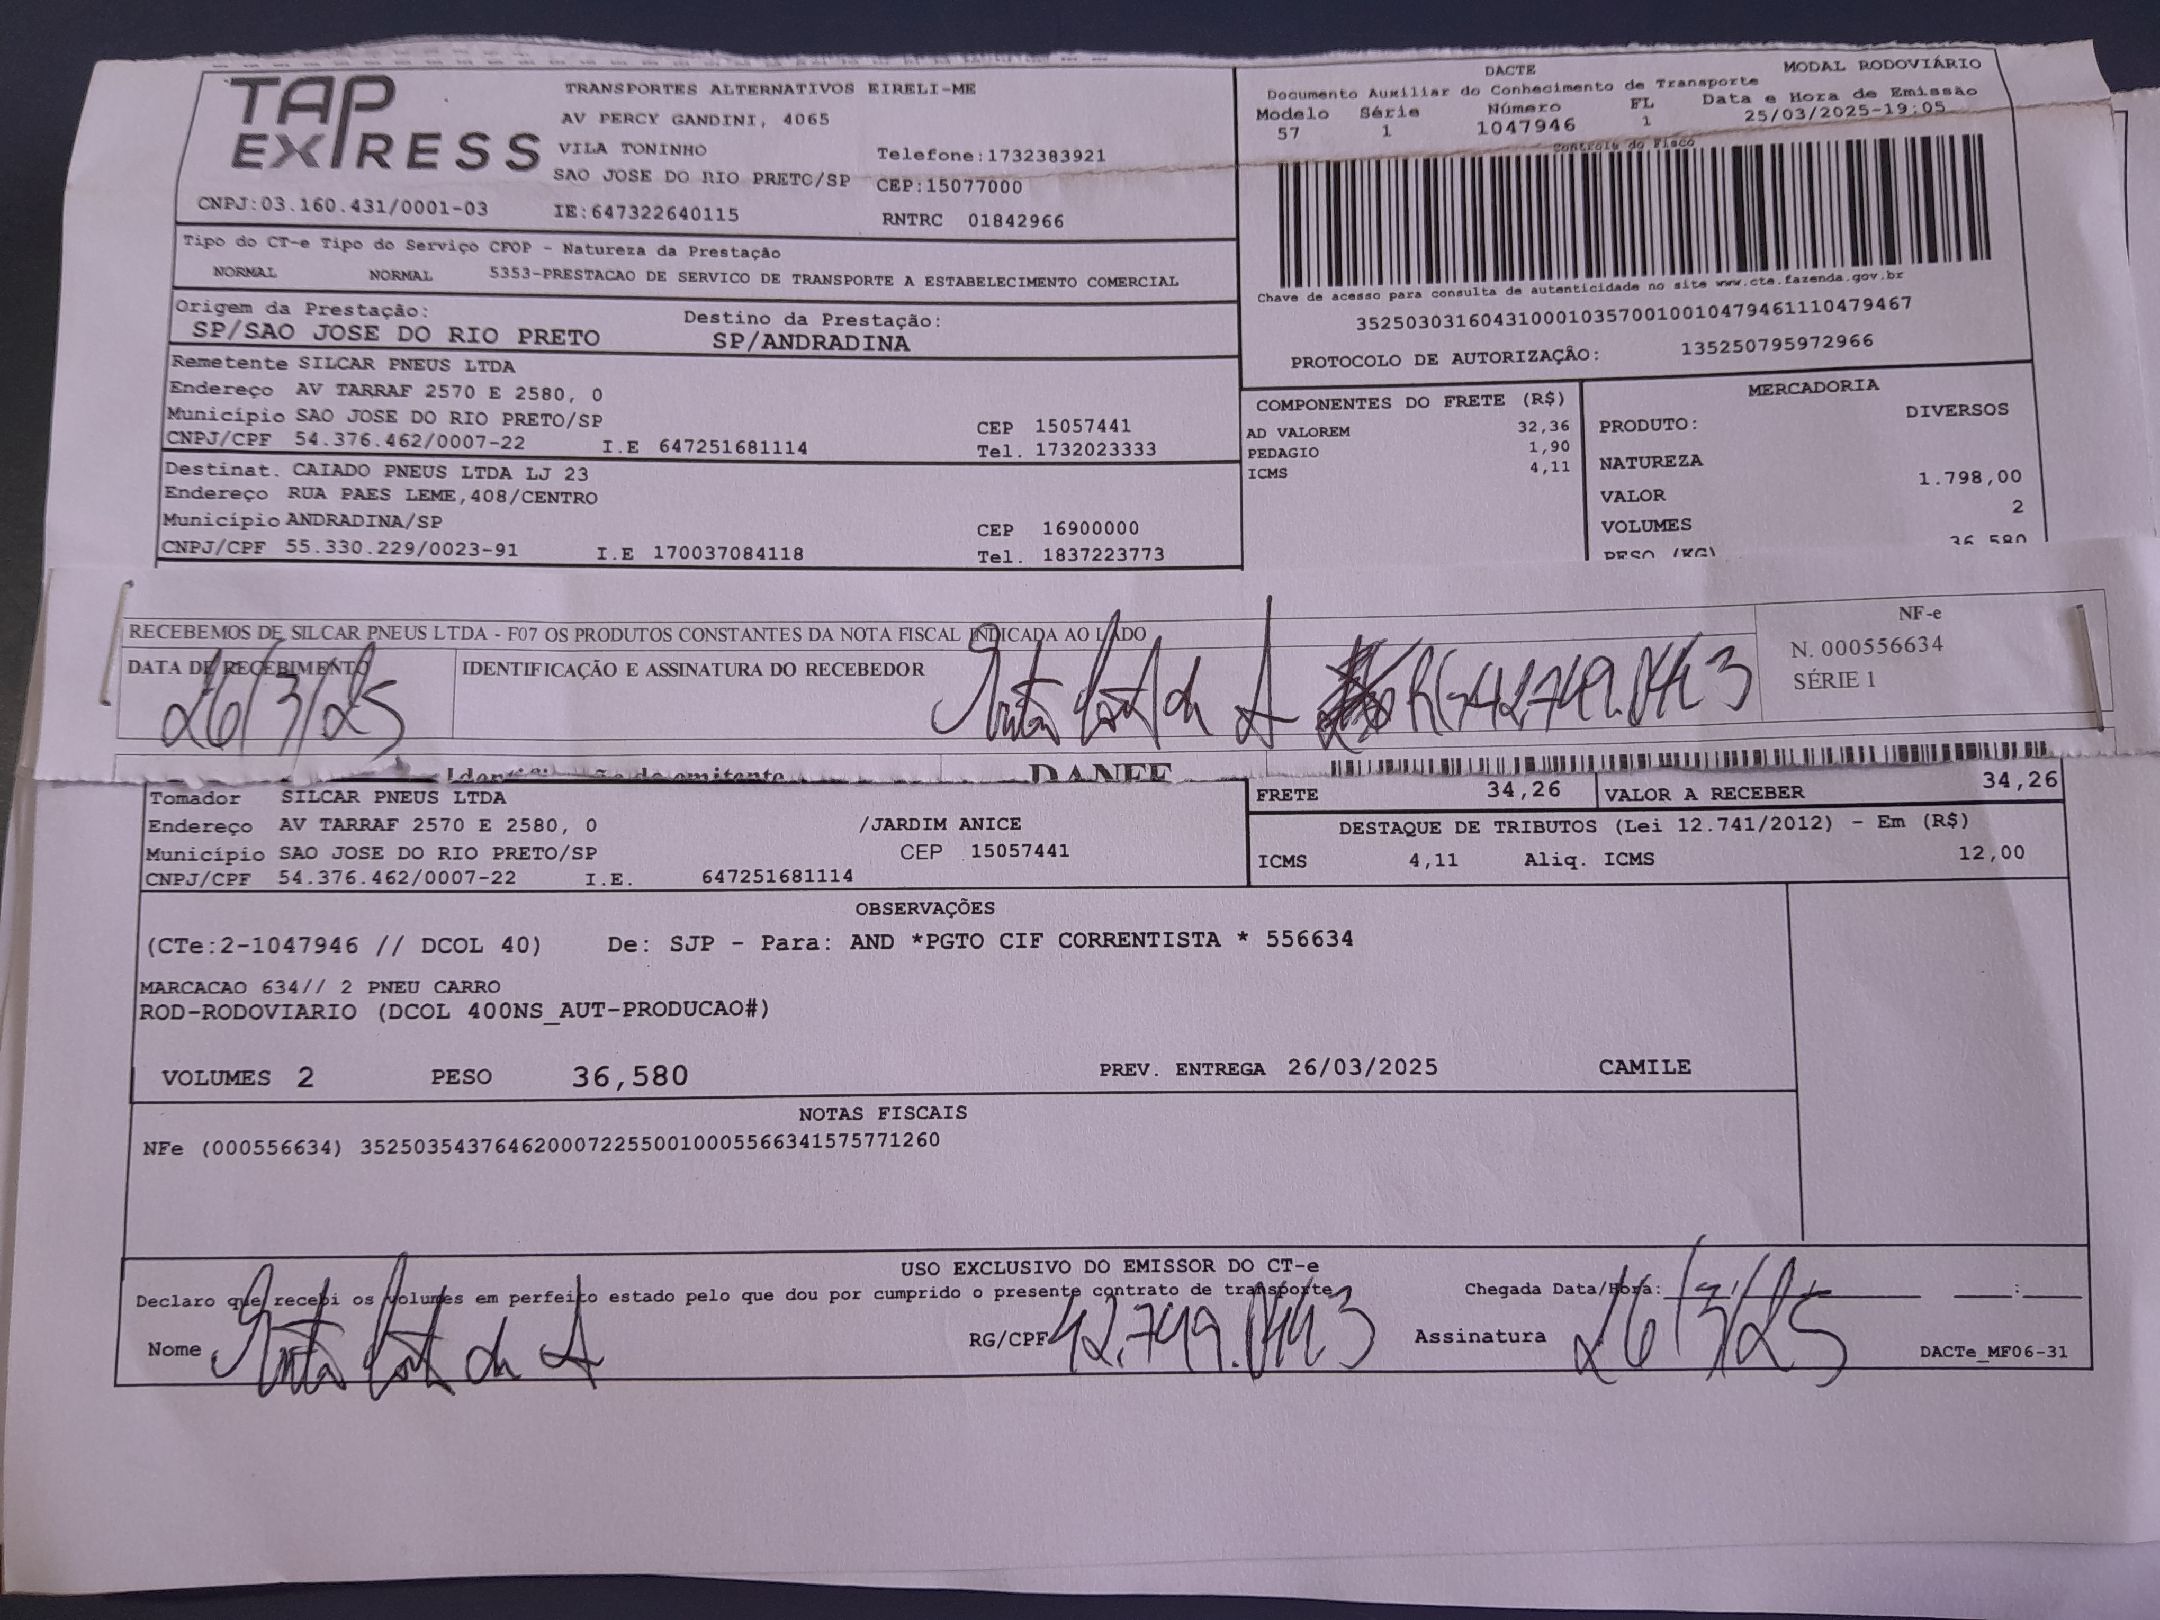 TAP EXPRESS
TRANSPORTES ALTERNATIVOS EIRELI-ME
AV PERCY GANDINI, 4065
VILA TONINHO Telefone:1732383921
SAO JOSE DO RIO PRETO/SP CEP:15077000
CNPJ:03.160.431/0001-03 IE:647322640115 RNTRC 01842966
DACTE MODAL RODOVIÁRIO
Documento Auxiliar do Conhecimento de Transporte
Modelo Série Número FL Data e Hora de Emissão
57 1 1047946 1 25/03/2025-19:05
Controle do Fisco
Chave de acesso para consulta de autenticidade no site www.cte.fazenda.gov.br
35250303160431000103570010010479461110479467
PROTOCOLO DE AUTORIZAÇÃO: 135250795972966
Tipo do CT-e Tipo do Serviço CFOP - Natureza da Prestação
NORMAL NORMAL 5353-PRESTACAO DE SERVICO DE TRANSPORTE A ESTABELECIMENTO COMERCIAL
Origem da Prestação: Destino da Prestação:
SP/SAO JOSE DO RIO PRETO SP/ANDRADINA
Remetente SILCAR PNEUS LTDA
Endereço AV TARRAF 2570 E 2580, 0
Município SAO JOSE DO RIO PRETO/SP CEP 15057441
CNPJ/CPF 54.376.462/0007-22 I.E 647251681114 Tel. 1732023333
Destinat. CAIADO PNEUS LTDA LJ 23
Endereço RUA PAES LEME,408/CENTRO
Município ANDRADINA/SP CEP 16900000
CNPJ/CPF 55.330.229/0023-91 I.E 170037084118 Tel. 1837223773
COMPONENTES DO FRETE (R$)
AD VALOREM 32,36
PEDAGIO 1,90
ICMS 4,11
MERCADORIA
PRODUTO: DIVERSOS
NATUREZA
VALOR 1.798,00
VOLUMES 2
PESO (KG) 36,580
RECEBEMOS DE SILCAR PNEUS LTDA - F07 OS PRODUTOS CONSTANTES DA NOTA FISCAL INDICADA AO LADO
DATA DE RECEBIMENTO IDENTIFICAÇÃO E ASSINATURA DO RECEBEDOR
26/3/25 RG 42.749.044 3
NF-e
N. 000556634
SÉRIE 1
Identificação do emitente DANFE
Tomador SILCAR PNEUS LTDA
Endereço AV TARRAF 2570 E 2580, 0 /JARDIM ANICE
Município SAO JOSE DO RIO PRETO/SP CEP 15057441
CNPJ/CPF 54.376.462/0007-22 I.E. 647251681114
FRETE 34,26 VALOR A RECEBER 34,26
DESTAQUE DE TRIBUTOS (Lei 12.741/2012) - Em (R$)
ICMS 4,11 Aliq. ICMS 12,00
OBSERVAÇÕES
(CTe:2-1047946 // DCOL 40) De: SJP - Para: AND *PGTO CIF CORRENTISTA * 556634
MARCACAO 634// 2 PNEU CARRO
ROD-RODOVIARIO (DCOL 400NS_AUT-PRODUCAO#)
VOLUMES 2 PESO 36,580 PREV. ENTREGA 26/03/2025 CAMILE
NOTAS FISCAIS
NFe (000556634) 35250354376462000722550010005566341575771260
USO EXCLUSIVO DO EMISSOR DO CT-e
Declaro que recebi os volumes em perfeito estado pelo que dou por cumprido o presente contrato de transporte Chegada Data/Hora: :
Nome RG/CPF 42.749.044 3 Assinatura 26/3/25
DACTe_MF06-31